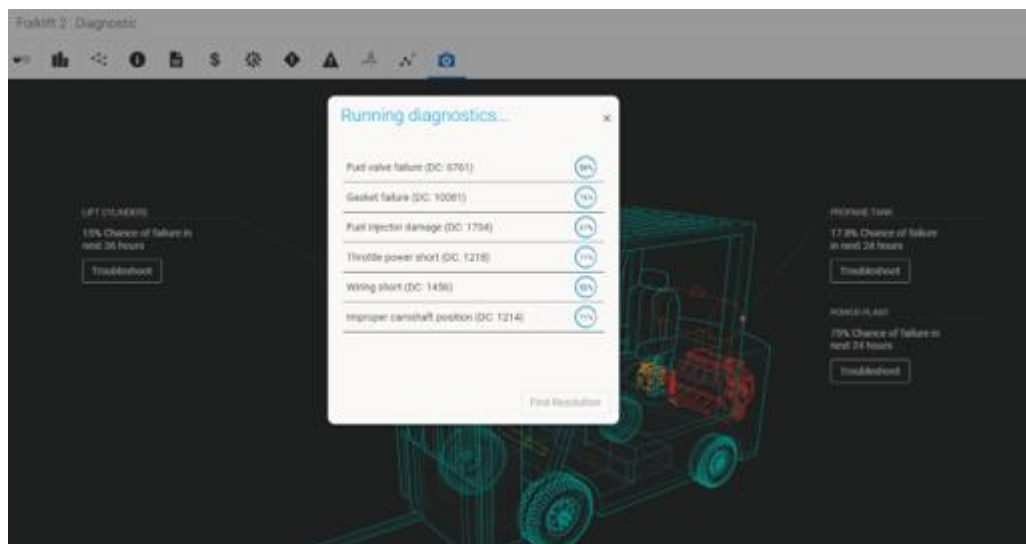 Forklift 2 Diagnostic
$
Running diagnostics...
×
Fuel valve failure (DC: 6761)
Gasket failure (DC: 10081)
Fuel injector damage (DC: 1754)
Throttle power short (DC: 1218)
Wiring short (DC: 1456)
Improper camshaft position (DC: 1214)
Find Resolution
LIFT CYLINDERS
15% Chance of failure in
next 36 hours
Troubleshoot
PROPANE TANK
17.8% Chance of failure
in next 24 hours
Troubleshoot
POWER PLANT
75% Chance of failure in
next 24 hours
Troubleshoot